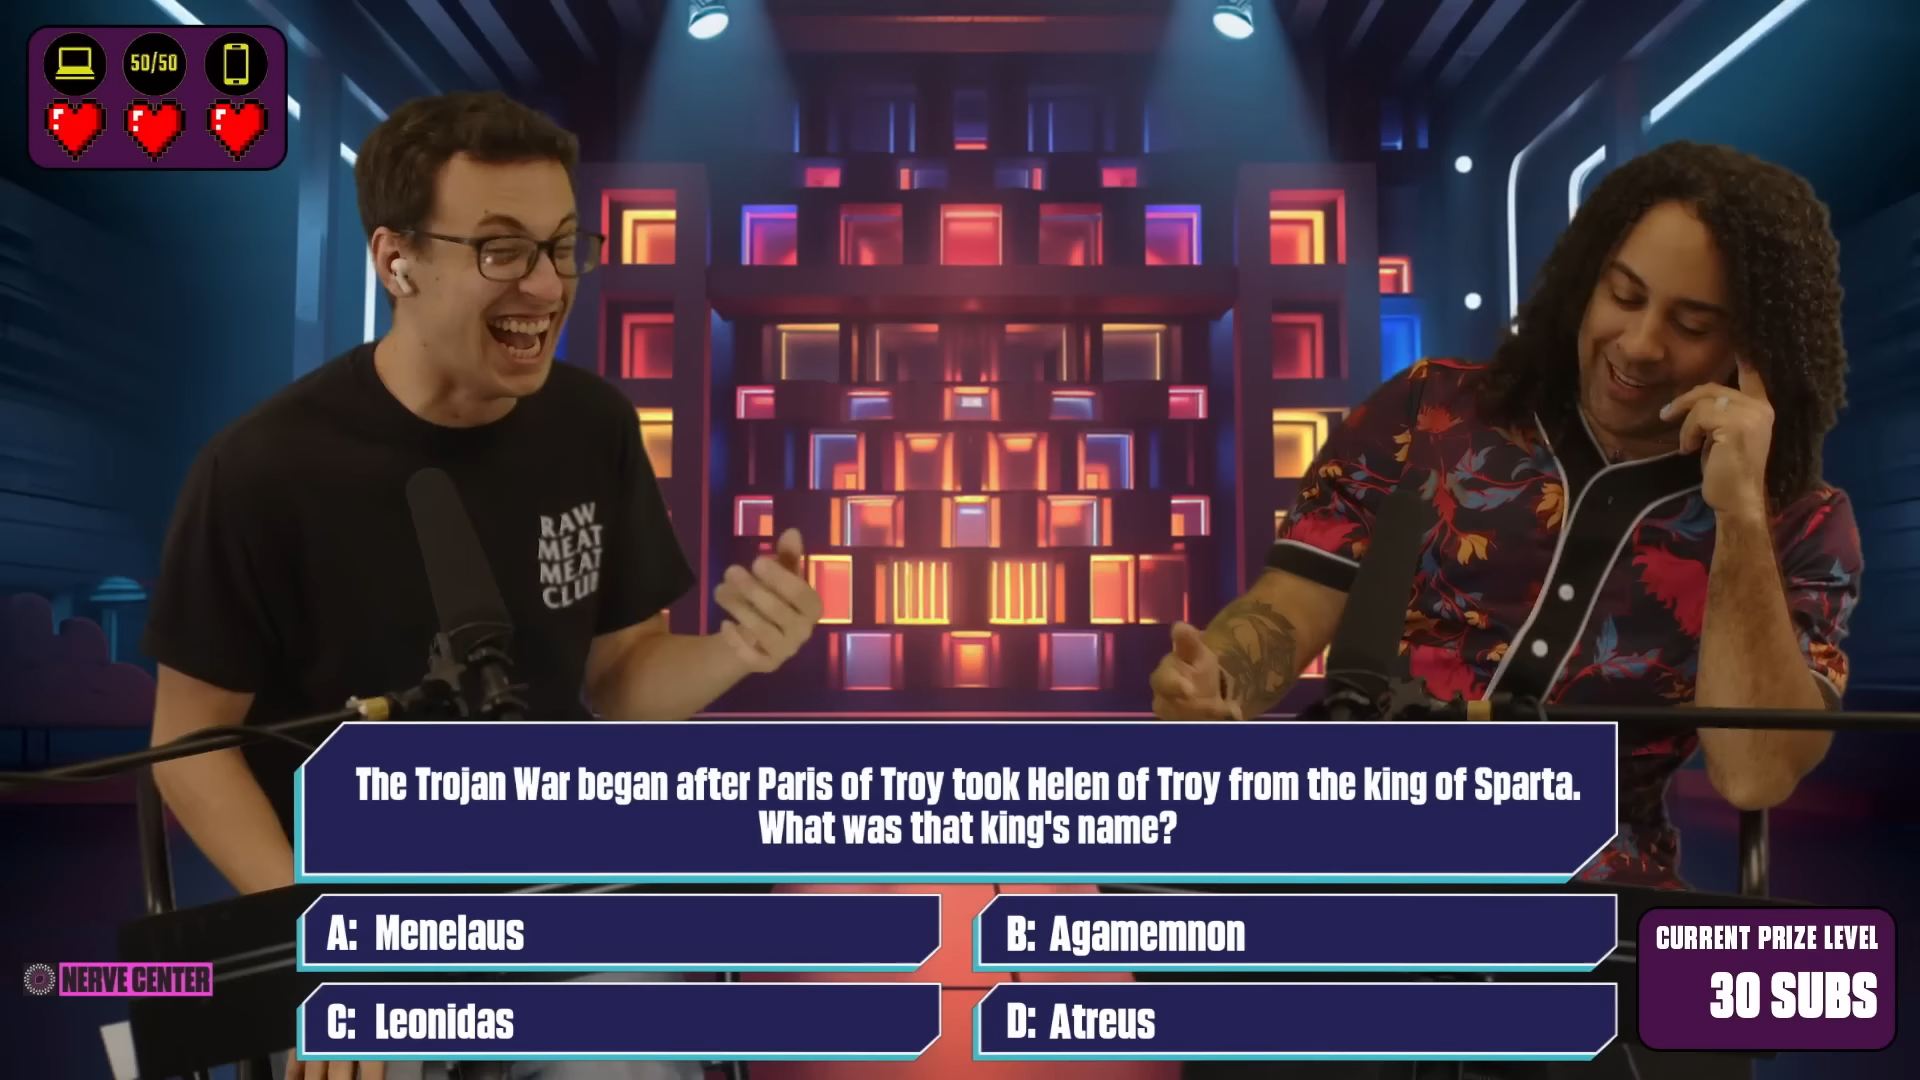 50/50
RAW
MEAT
MEAT
CLUB
The Trojan War began after Paris of Troy took Helen of Troy from the king of Sparta.
What was that king's name?
A: Menelaus
B: Agamemnon
C: Leonidas
D: Atreus
NERVE CENTER
CURRENT PRIZE LEVEL
30 SUBS